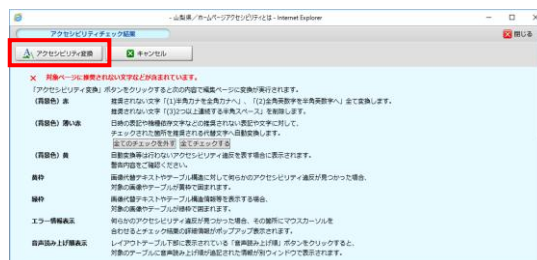 - 山梨県／ホームページアクセシビリティとは - Internet Explorer
アクセシビリティチェック結果
閉じる
アクセシビリティ変換
キャンセル
× 対象ページに推奨されない文字などが含まれています。
「アクセシビリティ変換」ボタンをクリックすると次の内容で編集ページに変換が実行されます。
(背景色) 赤 推奨されない文字「(1)半角カナを全角カナへ」、「(2)全角英数字を半角英数字へ」全て変換します。
推奨されない文字「(3)2つ以上連続する半角スペース」を削除します。
(背景色) 薄い赤 日時の表記や機種依存文字などの推奨されない表記や文字に対して、
チェックされた箇所を推奨される代替文字へ自動変換します。
全てのチェックを外す 全てチェックする
(背景色) 黄 自動変換等は行わないアクセシビリティ違反を表す場合に表示されます。
警告内容をご確認ください。
黄枠 画像代替テキストやテーブル構造に対して何らかのアクセシビリティ違反が見つかった場合、
対象の画像やテーブルが黄枠で囲まれます。
緑枠 画像代替テキストやテーブル構造情報等を表示する場合、
対象の画像やテーブルが緑枠で囲まれます。
エラー情報表示 何らかのアクセシビリティ違反が見つかった場合、その箇所にマウスカーソルを
合わせるとチェック結果の詳細情報がポップアップ表示されます。
音声読み上げ順表示 レイアウトテーブル下部に表示されている「音声読み上げ順」ボタンをクリックすると、
対象のテーブルに音声読み上げ順が追記された情報が別ウィンドウで表示されます。